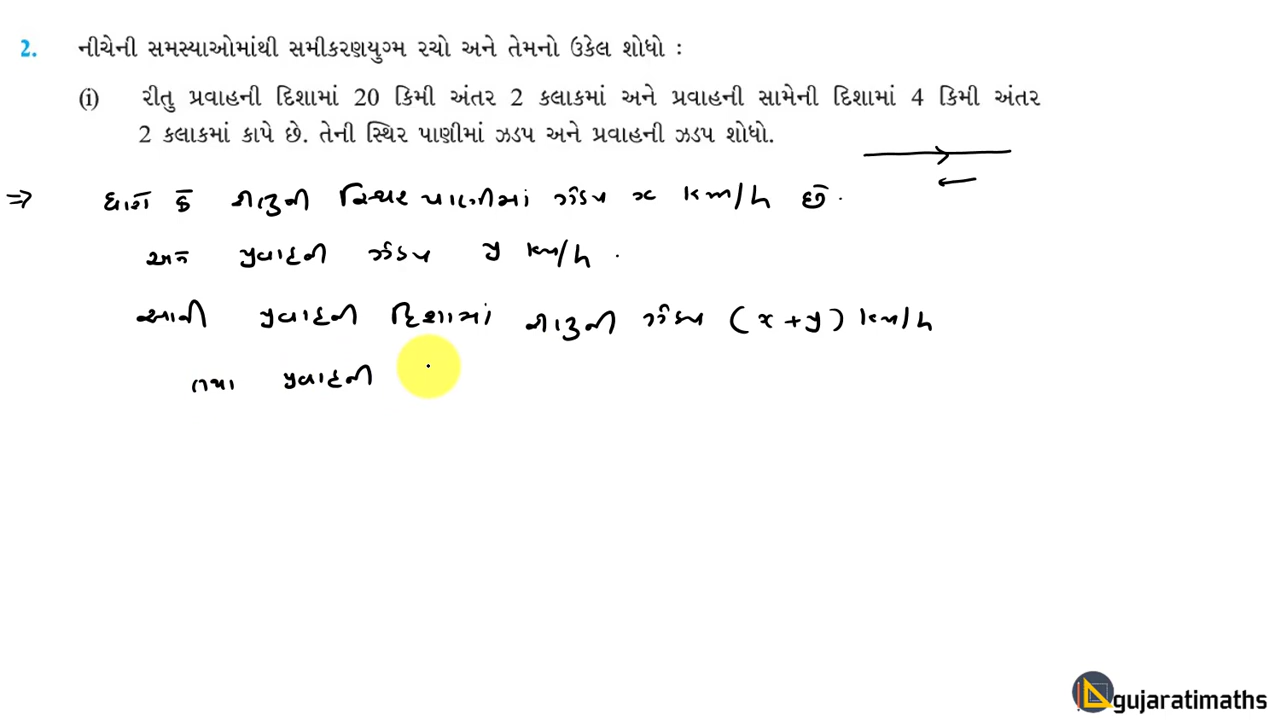 2. નીચેની સમસ્યાઓમાંથી સમીકરણયુગ્મ રચો અને તેમનો ઉકેલ શોધો :
(i) રીતુ પ્રવાહની દિશામાં 20 કિમી અંતર 2 કલાકમાં અને પ્રવાહની સામેની દિશામાં 4 કિમી અંતર
2 કલાકમાં કાપે છે. તેની સ્થિર પાણીમાં ઝડપ અને પ્રવાહની ઝડપ શોધો.
⇒ ધારો કે રીતુની સ્થિર પાણીમાં ઝડપ x km/h છે.
અને પ્રવાહની ઝડપ y km/h .
આથી પ્રવાહની દિશામાં રીતુની ઝડપ (x + y) km/h
તથા પ્રવાહની
gujaratimaths